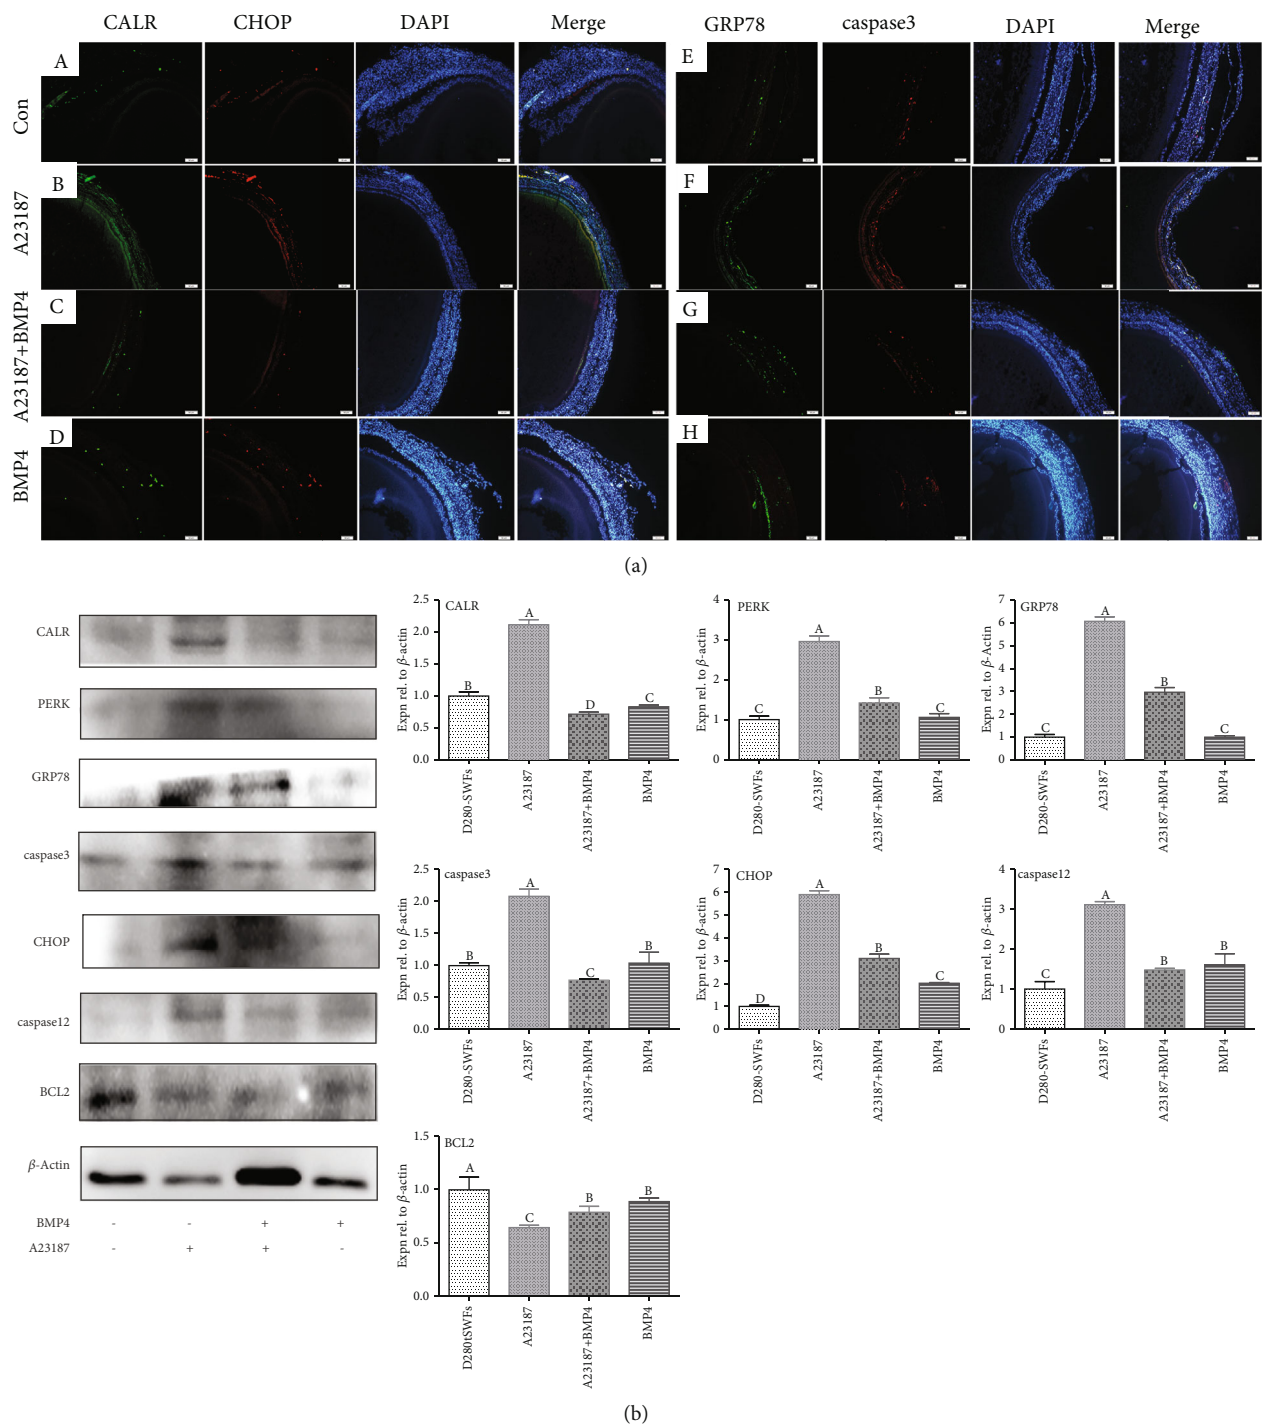 CALR CHOP DAPI Merge GRP78 caspase3 DAPI Merge
Con
A
E
A23187
B
F
A23187+BMP4
C
G
BMP4
D
H
(a)
CALR
PERK
GRP78
caspase3
CHOP
caspase12
BCL2
β-Actin
BMP4 - - + +
A23187 - + + -
CALR
Expn rel. to β-actin
2.5
2.0
1.5
1.0
0.5
0.0
B A D C
D280-SWFs
A23187
A23187+BMP4
BMP4
PERK
Expn rel. to β-actin
4
3
2
1
0
C A B C
D280-SWFs
A23187
A23187+BMP4
BMP4
GRP78
Expn rel. to β-Actin
7
6
5
4
3
2
1
0
C A B C
D280-SWFs
A23187
A23187+BMP4
BMP4
caspase3
Expn rel. to β-actin
2.5
2.0
1.5
1.0
0.5
0.0
B A C B
D280-SWFs
A23187
A23187+BMP4
BMP4
CHOP
Expn rel. to β-actin
7
6
5
4
3
2
1
0
D A B C
D280-SWFs
A23187
A23187+BMP4
BMP4
caspase12
Expn rel. to β-actin
4
3
2
1
0
C A B B
D280-SWFs
A23187
A23187+BMP4
BMP4
BCL2
Expn rel. to β-actin
1.5
1.0
0.5
0.0
A C B B
D280tSWFs
A23187
A23187+BMP4
BMP4
(b)